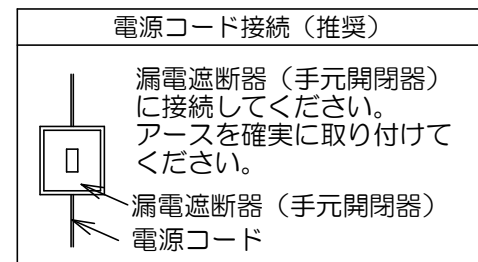 電源コード接続（推奨）
漏電遮断器（手元開閉器）
に接続してください。
アースを確実に取り付けて
ください。
漏電遮断器（手元開閉器）
電源コード